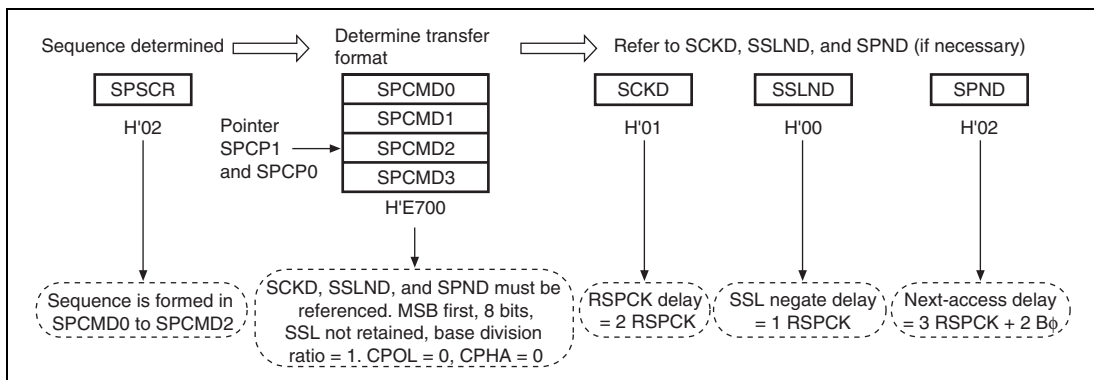 Sequence determined
Determine transfer
format
Refer to SCKD, SSLND, and SPND (if necessary)
SPSCR
H'02
Pointer
SPCP1
and SPCP0
SPCMD0
SPCMD1
SPCMD2
SPCMD3
H'E700
SCKD
H'01
SSLND
H'00
SPND
H'02
Sequence is formed in
SPCMD0 to SPCMD2
SCKD, SSLND, and SPND must be
referenced. MSB first, 8 bits,
SSL not retained, base division
ratio = 1. CPOL = 0, CPHA = 0
RSPCK delay
= 2 RSPCK
SSL negate delay
= 1 RSPCK
Next-access delay
= 3 RSPCK + 2 Bϕ